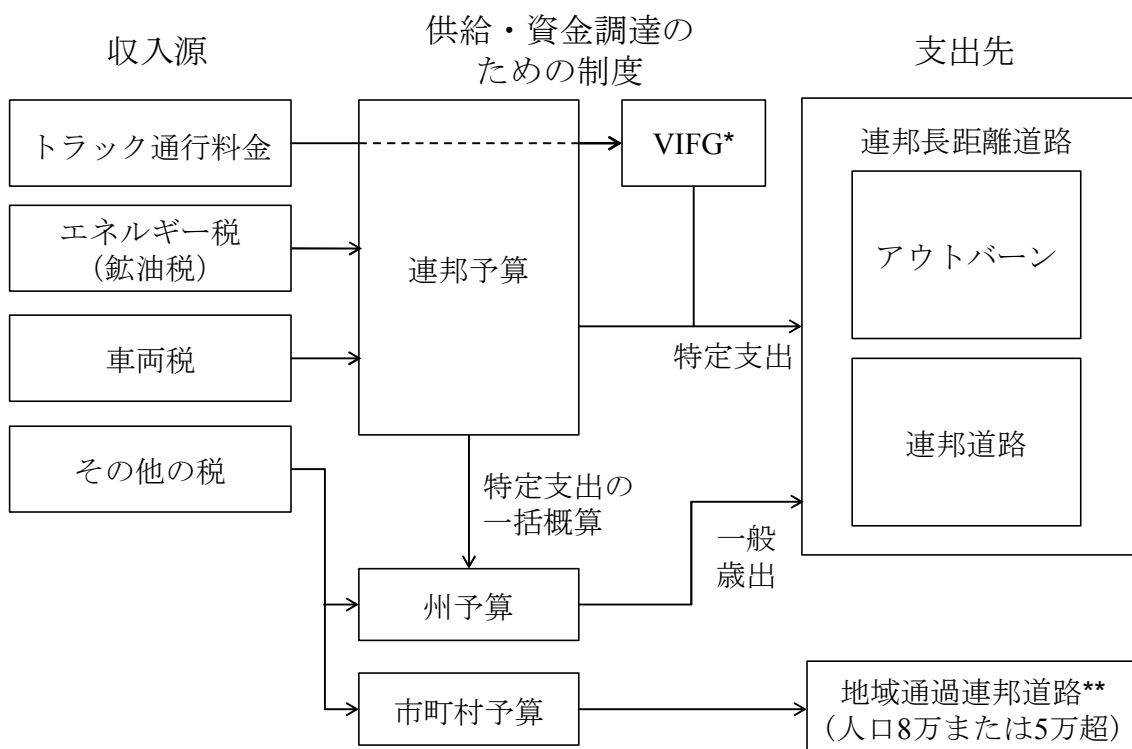 収入源
供給・資金調達の
ための制度
支出先
トラック通行料金
エネルギー税
（鉱油税）
車両税
その他の税
連邦予算
VIFG*
特定支出
特定支出の
一括概算
州予算
一般
歳出
市町村予算
連邦長距離道路
アウトバーン
連邦道路
地域通過連邦道路**
（人口8万または5万超）